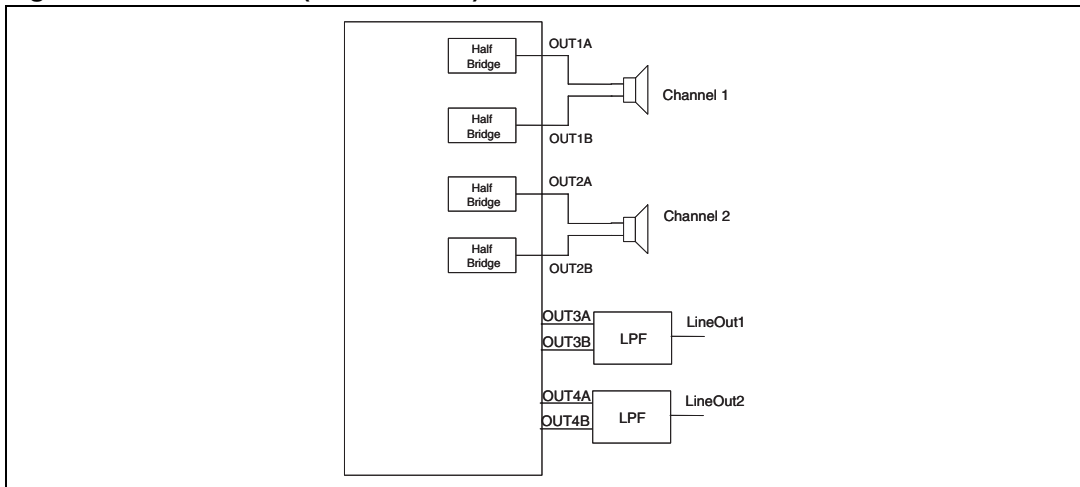 Half
Bridge
OUT1A
Channel 1
Half
Bridge
OUT1B
Half
Bridge
OUT2A
Channel 2
Half
Bridge
OUT2B
OUT3A
OUT3B
LPF
LineOut1
OUT4A
OUT4B
LPF
LineOut2